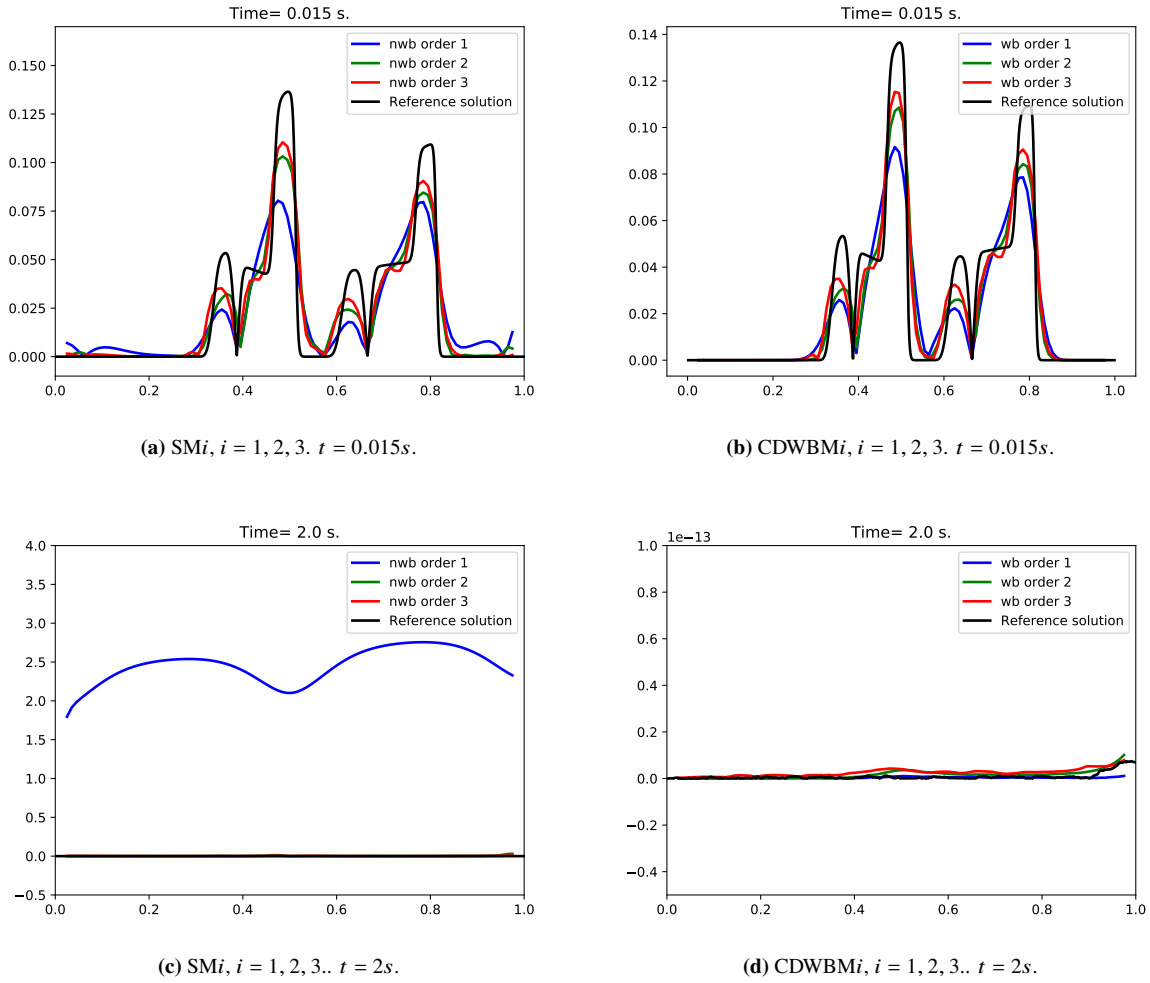 Time= 0.015 s.
nwb order 1
nwb order 2
nwb order 3
Reference solution
0.150
0.125
0.100
0.075
0.050
0.025
0.000
0.0 0.2 0.4 0.6 0.8 1.0
(a) SMi, i = 1, 2, 3. t = 0.015s.
Time= 0.015 s.
wb order 1
wb order 2
wb order 3
Reference solution
0.14
0.12
0.10
0.08
0.06
0.04
0.02
0.00
0.0 0.2 0.4 0.6 0.8 1.0
(b) CDWBMi, i = 1, 2, 3. t = 0.015s.
Time= 2.0 s.
nwb order 1
nwb order 2
nwb order 3
Reference solution
4.0
3.5
3.0
2.5
2.0
1.5
1.0
0.5
0.0
−0.5
0.0 0.2 0.4 0.6 0.8 1.0
(c) SMi, i = 1, 2, 3.. t = 2s.
Time= 2.0 s.
1e−13
wb order 1
wb order 2
wb order 3
Reference solution
1.0
0.8
0.6
0.4
0.2
0.0
−0.2
−0.4
0.0 0.2 0.4 0.6 0.8 1.0
(d) CDWBMi, i = 1, 2, 3.. t = 2s.